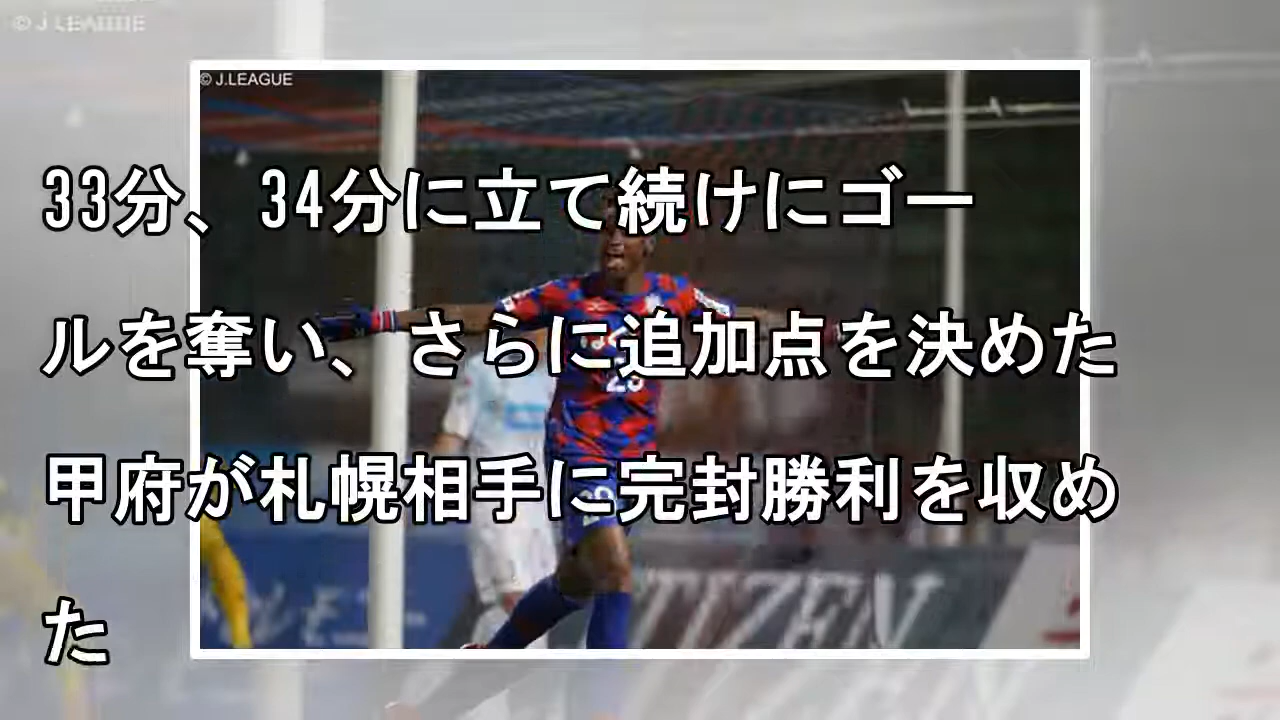 © J.LEAGUE
© J.LEAGUE
33分、34分に立て続けにゴー
ルを奪い、さらに追加点を決めた
甲府が札幌相手に完封勝利を収め
た
CITIZEN